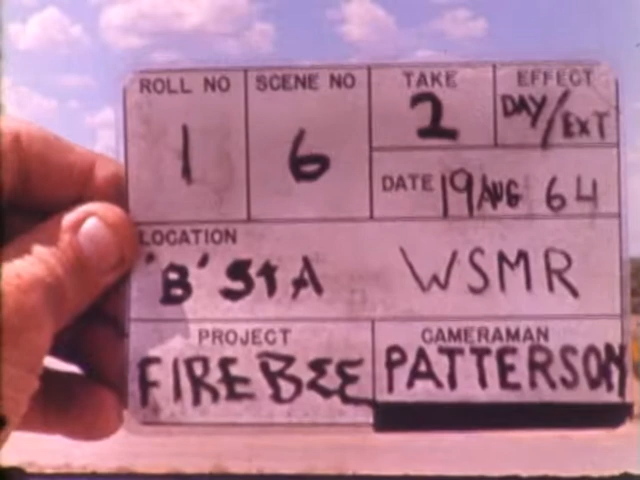 ROLL NO SCENE NO TAKE EFFECT
1 6 2 DAY/EXT
DATE 19 AUG 64
LOCATION
'B' StA WSMR
PROJECT CAMERAMAN
FIREBEE PATTERSON